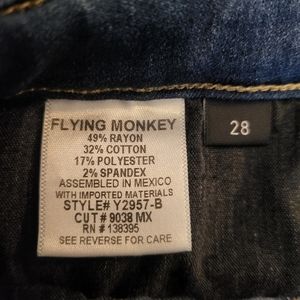 FLYING MONKEY
49% RAYON
32% COTTON
17% POLYESTER
2% SPANDEX
ASSEMBLED IN MEXICO
WITH IMPORTED MATERIALS
STYLE# Y2957-B
CUT# 9038 MX
RN # 138395
SEE REVERSE FOR CARE
28